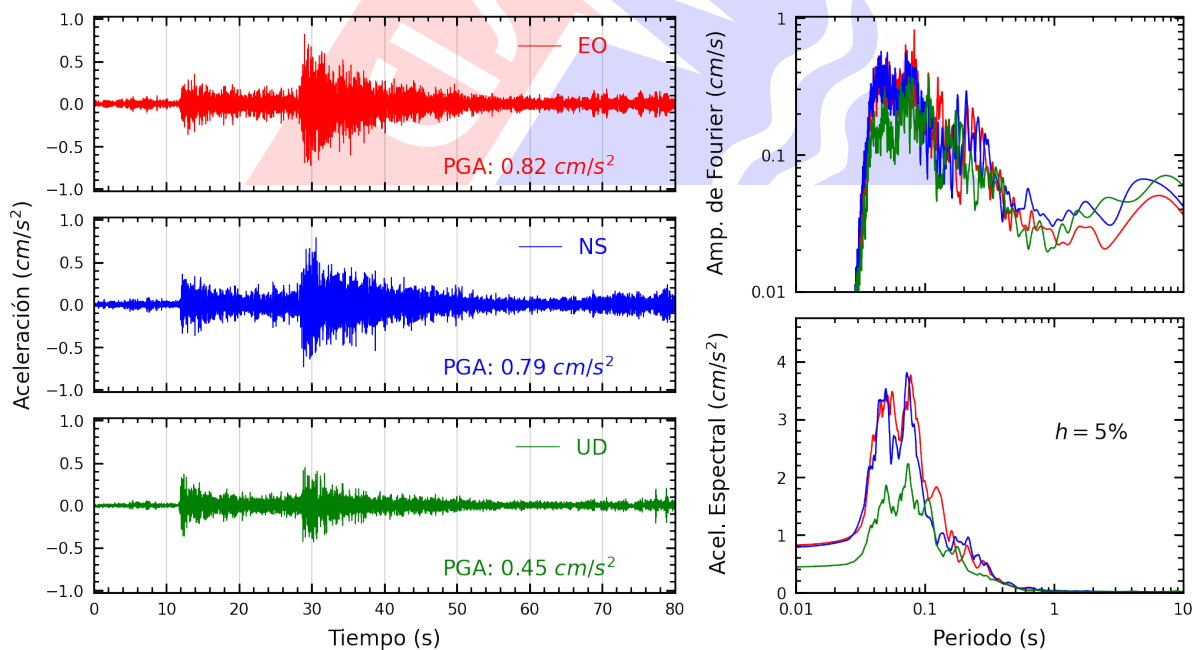 1.0
0.5
0.0
−0.5
−1.0
EO
PGA: 0.82 cm/s²
1.0
0.5
0.0
−0.5
−1.0
NS
PGA: 0.79 cm/s²
1.0
0.5
0.0
−0.5
−1.0
UD
PGA: 0.45 cm/s²
0 10 20 30 40 50 60 70 80
Tiempo (s)
Aceleración (cm/s²)
1
0.1
0.01
Amp. de Fourier (cm/s)
4
3
2
1
0
Acel. Espectral (cm/s²)
h = 5%
0.01 0.1 1 10
Periodo (s)